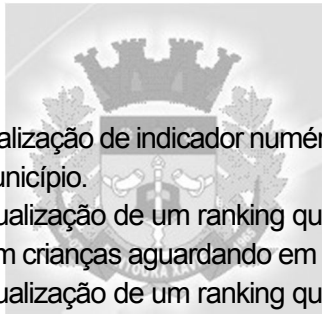 alização de indicador numér
unicípio.
ualização de um ranking qu
m crianças aguardando em
ualização de um ranking qu